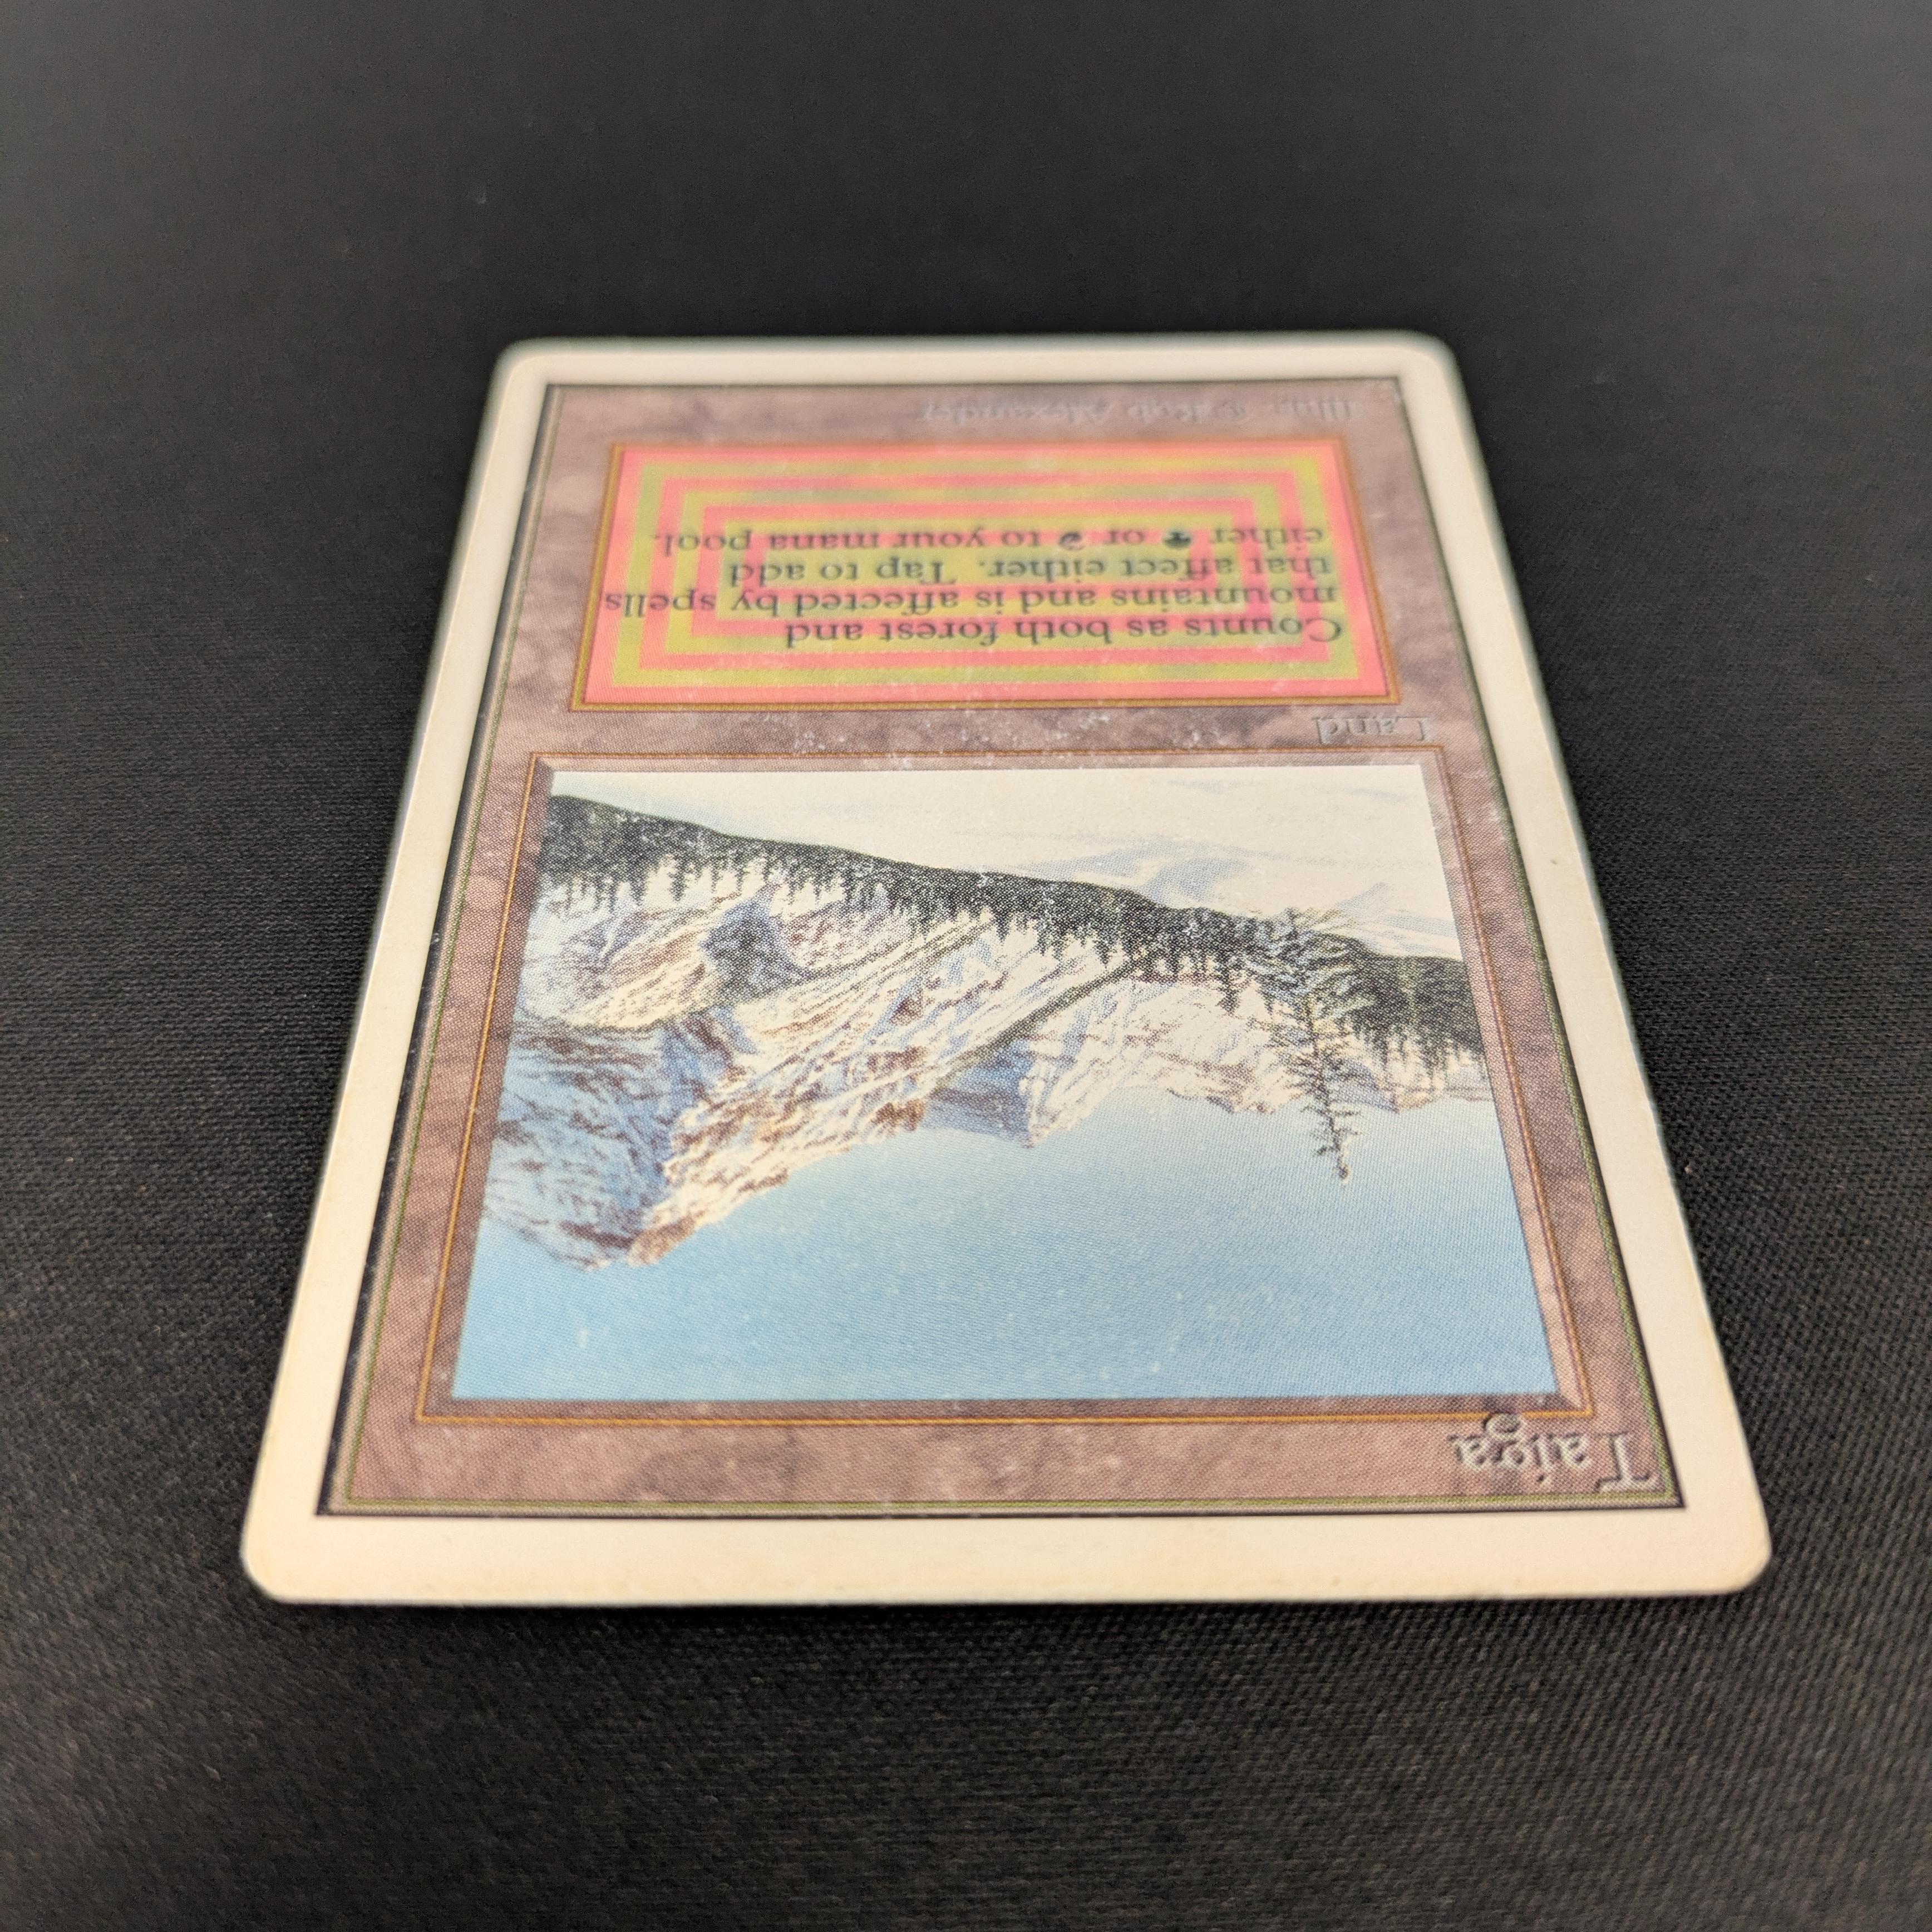 Taiga
Land
Counts as both forest and
mountains and is affected by spells
that affect either. Tap to add
either or to your mana pool.
Illus. © Rob Alexander